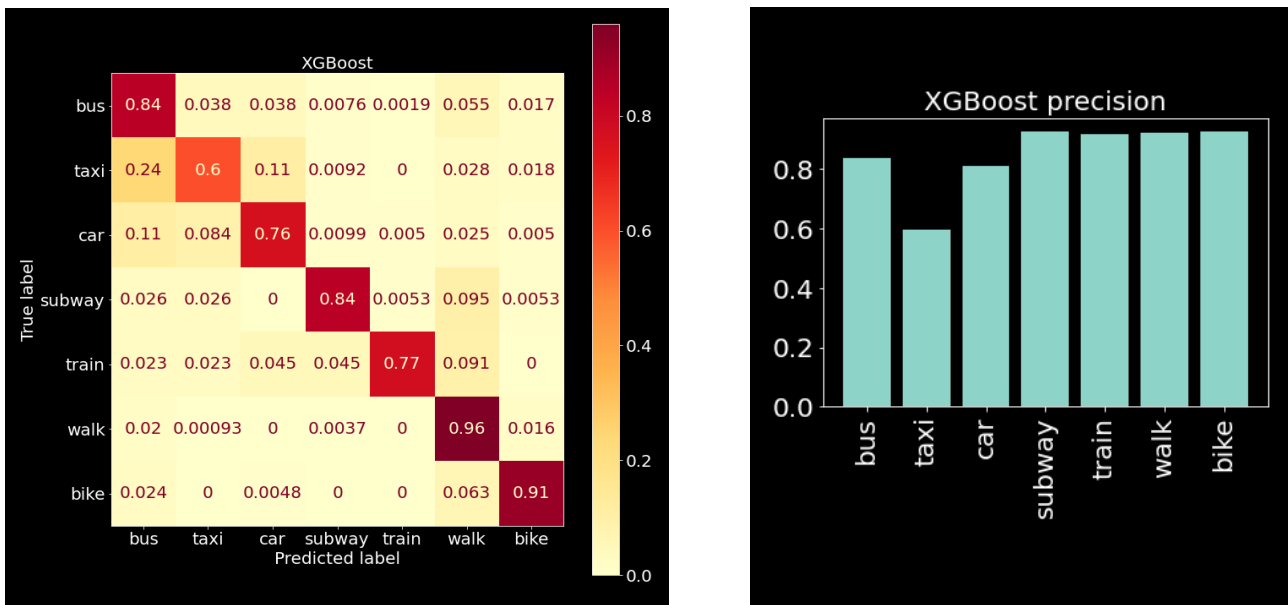 XGBoost
bus 0.84 0.038 0.038 0.0076 0.0019 0.055 0.017
taxi 0.24 0.6 0.11 0.0092 0 0.028 0.018
car 0.11 0.084 0.76 0.0099 0.005 0.025 0.005
subway 0.026 0.026 0 0.84 0.0053 0.095 0.0053
train 0.023 0.023 0.045 0.045 0.77 0.091 0
walk 0.02 0.00093 0 0.0037 0 0.96 0.016
bike 0.024 0 0.0048 0 0 0.063 0.91
True label
bus taxi car subway train walk bike
Predicted label
0.8
0.6
0.4
0.2
0.0
XGBoost precision
0.8
0.6
0.4
0.2
0.0
bus taxi car subway train walk bike